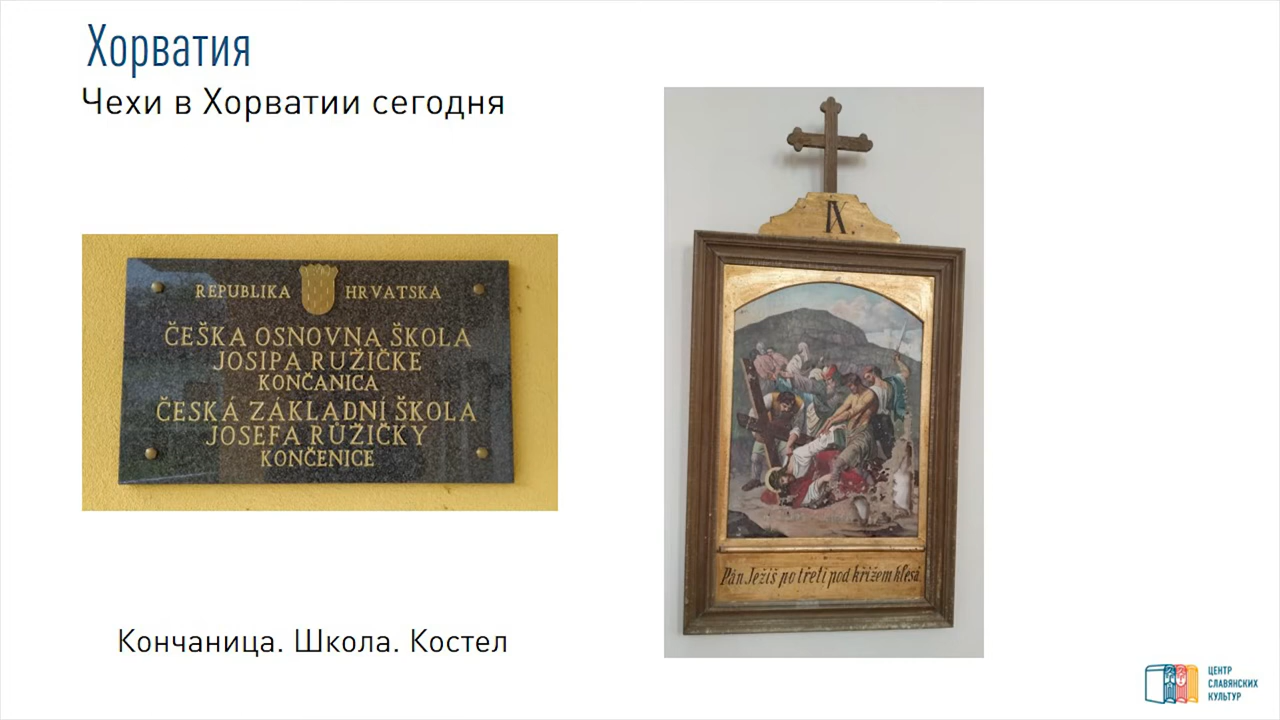 Хорватия
Чехи в Хорватии сегодня
REPUBLIKA HRVATSKA
ČEŠKA OSNOVNA ŠKOLA
JOSIPA RUŽIČKE
KONČANICA
ČESKÁ ZÁKLADNÍ ŠKOLA
JOSEFA RŮŽIČKY
KONČENICE
IX.
Pán Ježíš po třetí pod křížem klesá.
Кончаница. Школа. Костел
ЦЕНТР
СЛАВЯНСКИХ
КУЛЬТУР